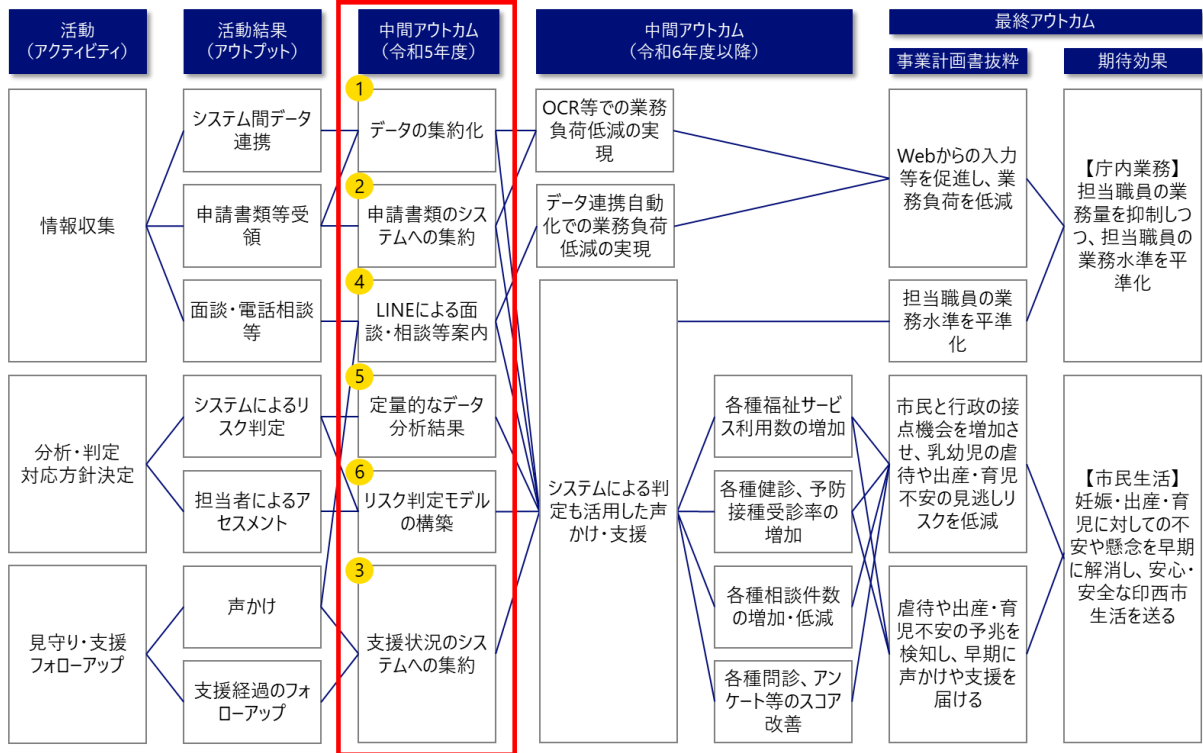 活動
（アクティビティ）
活動結果
（アウトプット）
中間アウトカム
（令和5年度）
中間アウトカム
（令和6年度以降）
最終アウトカム
事業計画書抜粋
期待効果
情報収集
分析・判定
対応方針決定
見守り・支援
フォローアップ
システム間データ
連携
申請書類等受
領
面談・電話相談
等
システムによるリ
スク判定
担当者によるア
セスメント
声かけ
支援経過のフォ
ローアップ
1
データの集約化
2
申請書類のシス
テムへの集約
4
LINEによる面
談・相談等案内
5
定量的なデータ
分析結果
6
リスク判定モデル
の構築
3
支援状況のシス
テムへの集約
OCR等での業務
負荷低減の実
現
データ連携自動
化での業務負荷
低減の実現
システムによる判
定も活用した声
かけ・支援
各種福祉サービ
ス利用数の増加
各種健診、予防
接種受診率の
増加
各種相談件数
の増加・低減
各種問診、アン
ケート等のスコア
改善
Webからの入力
等を促進し、業
務負荷を低減
担当職員の業
務水準を平準
化
市民と行政の接
点機会を増加さ
せ、乳幼児の虐
待や出産・育児
不安の見逃しリ
スクを低減
虐待や出産・育
児不安の予兆を
検知し、早期に
声かけや支援を
届ける
【庁内業務】
担当職員の業
務量を抑制しつ
つ、担当職員の
業務水準を平
準化
【市民生活】
妊娠・出産・育
児に対しての不
安や懸念を早期
に解消し、安心・
安全な印西市
生活を送る